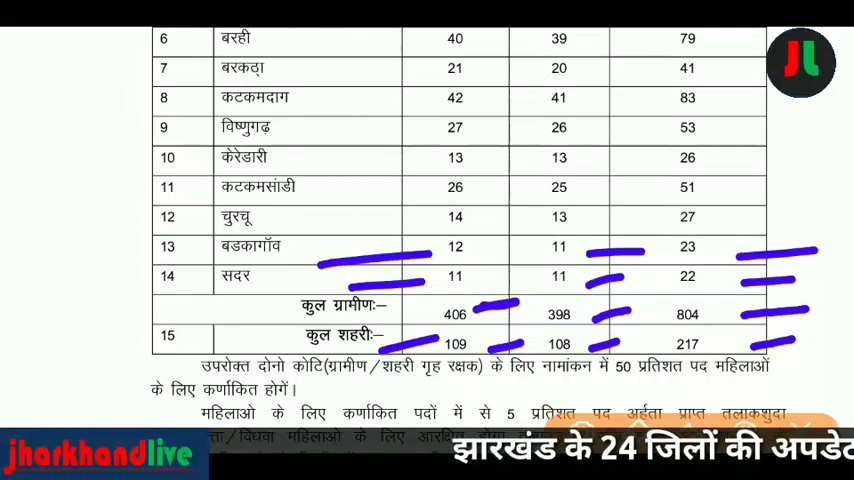 6 बरही 40 39 79
7 बरकठा 21 20 41
8 कटकमदाग 42 41 83
9 विष्णुगढ़ 27 26 53
10 केरेडारी 13 13 26
11 कटकमसांडी 26 25 51
12 चुरचू 14 13 27
13 बडकागॉव 12 11 23
14 सदर 11 11 22
कुल ग्रामीणः– 406 398 804
15 कुल शहरीः– 109 108 217
उपरोक्त दोनो कोटि(ग्रामीण/शहरी गृह रक्षक) के लिए नामांकन में 50 प्रतिशत पद महिलाओं
के लिए कर्णाकित होगें।
महिलाओ के लिए कर्णाकित पदों में से 5 प्रतिशत पद अर्हता प्राप्त तलाकशुदा
/विघवा महिलाओ के लिए आरक्षित होगा
JL
jharkhandlive
झारखंड के 24 जिलों की अपडेट